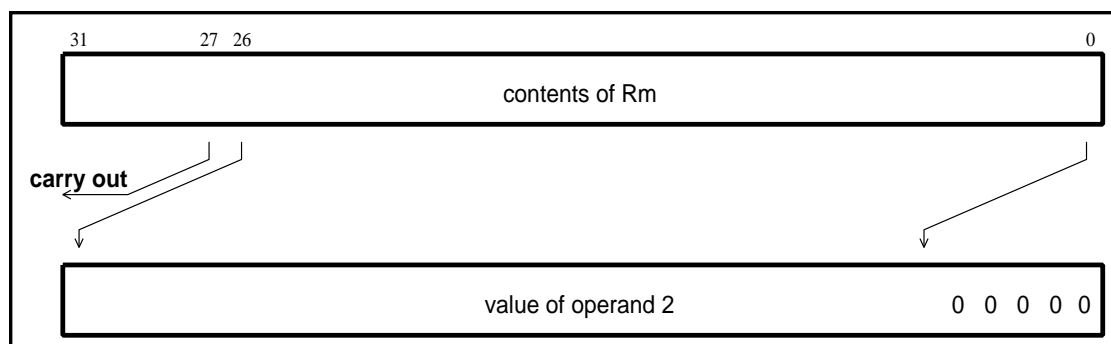 31 27 26 0
contents of Rm
carry out
value of operand 2 0 0 0 0 0